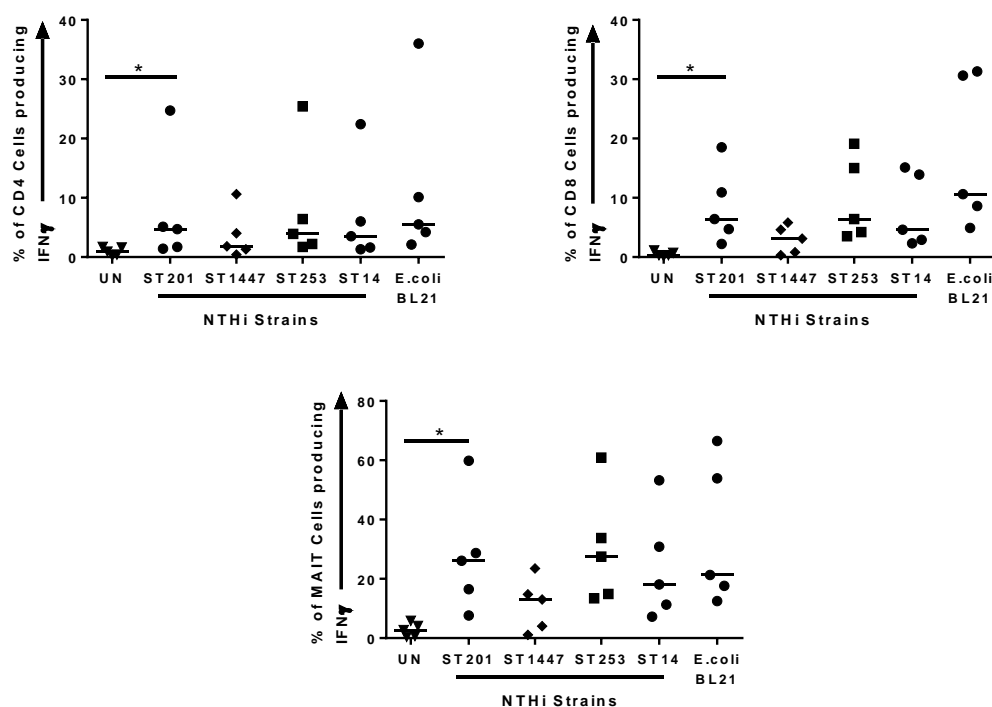 % of CD4 Cells producing
IFNγ
40
30
20
10
0
*
UN ST201 ST1447 ST253 ST14 E.coli
BL21
NTHi Strains
% of CD8 Cells producing
IFNγ
40
30
20
10
0
*
UN ST201 ST1447 ST253 ST14 E.coli
BL21
NTHi Strains
% of MAIT Cells producing
IFNγ
80
60
40
20
0
*
UN ST201 ST1447 ST253 ST14 E.coli
BL21
NTHi Strains